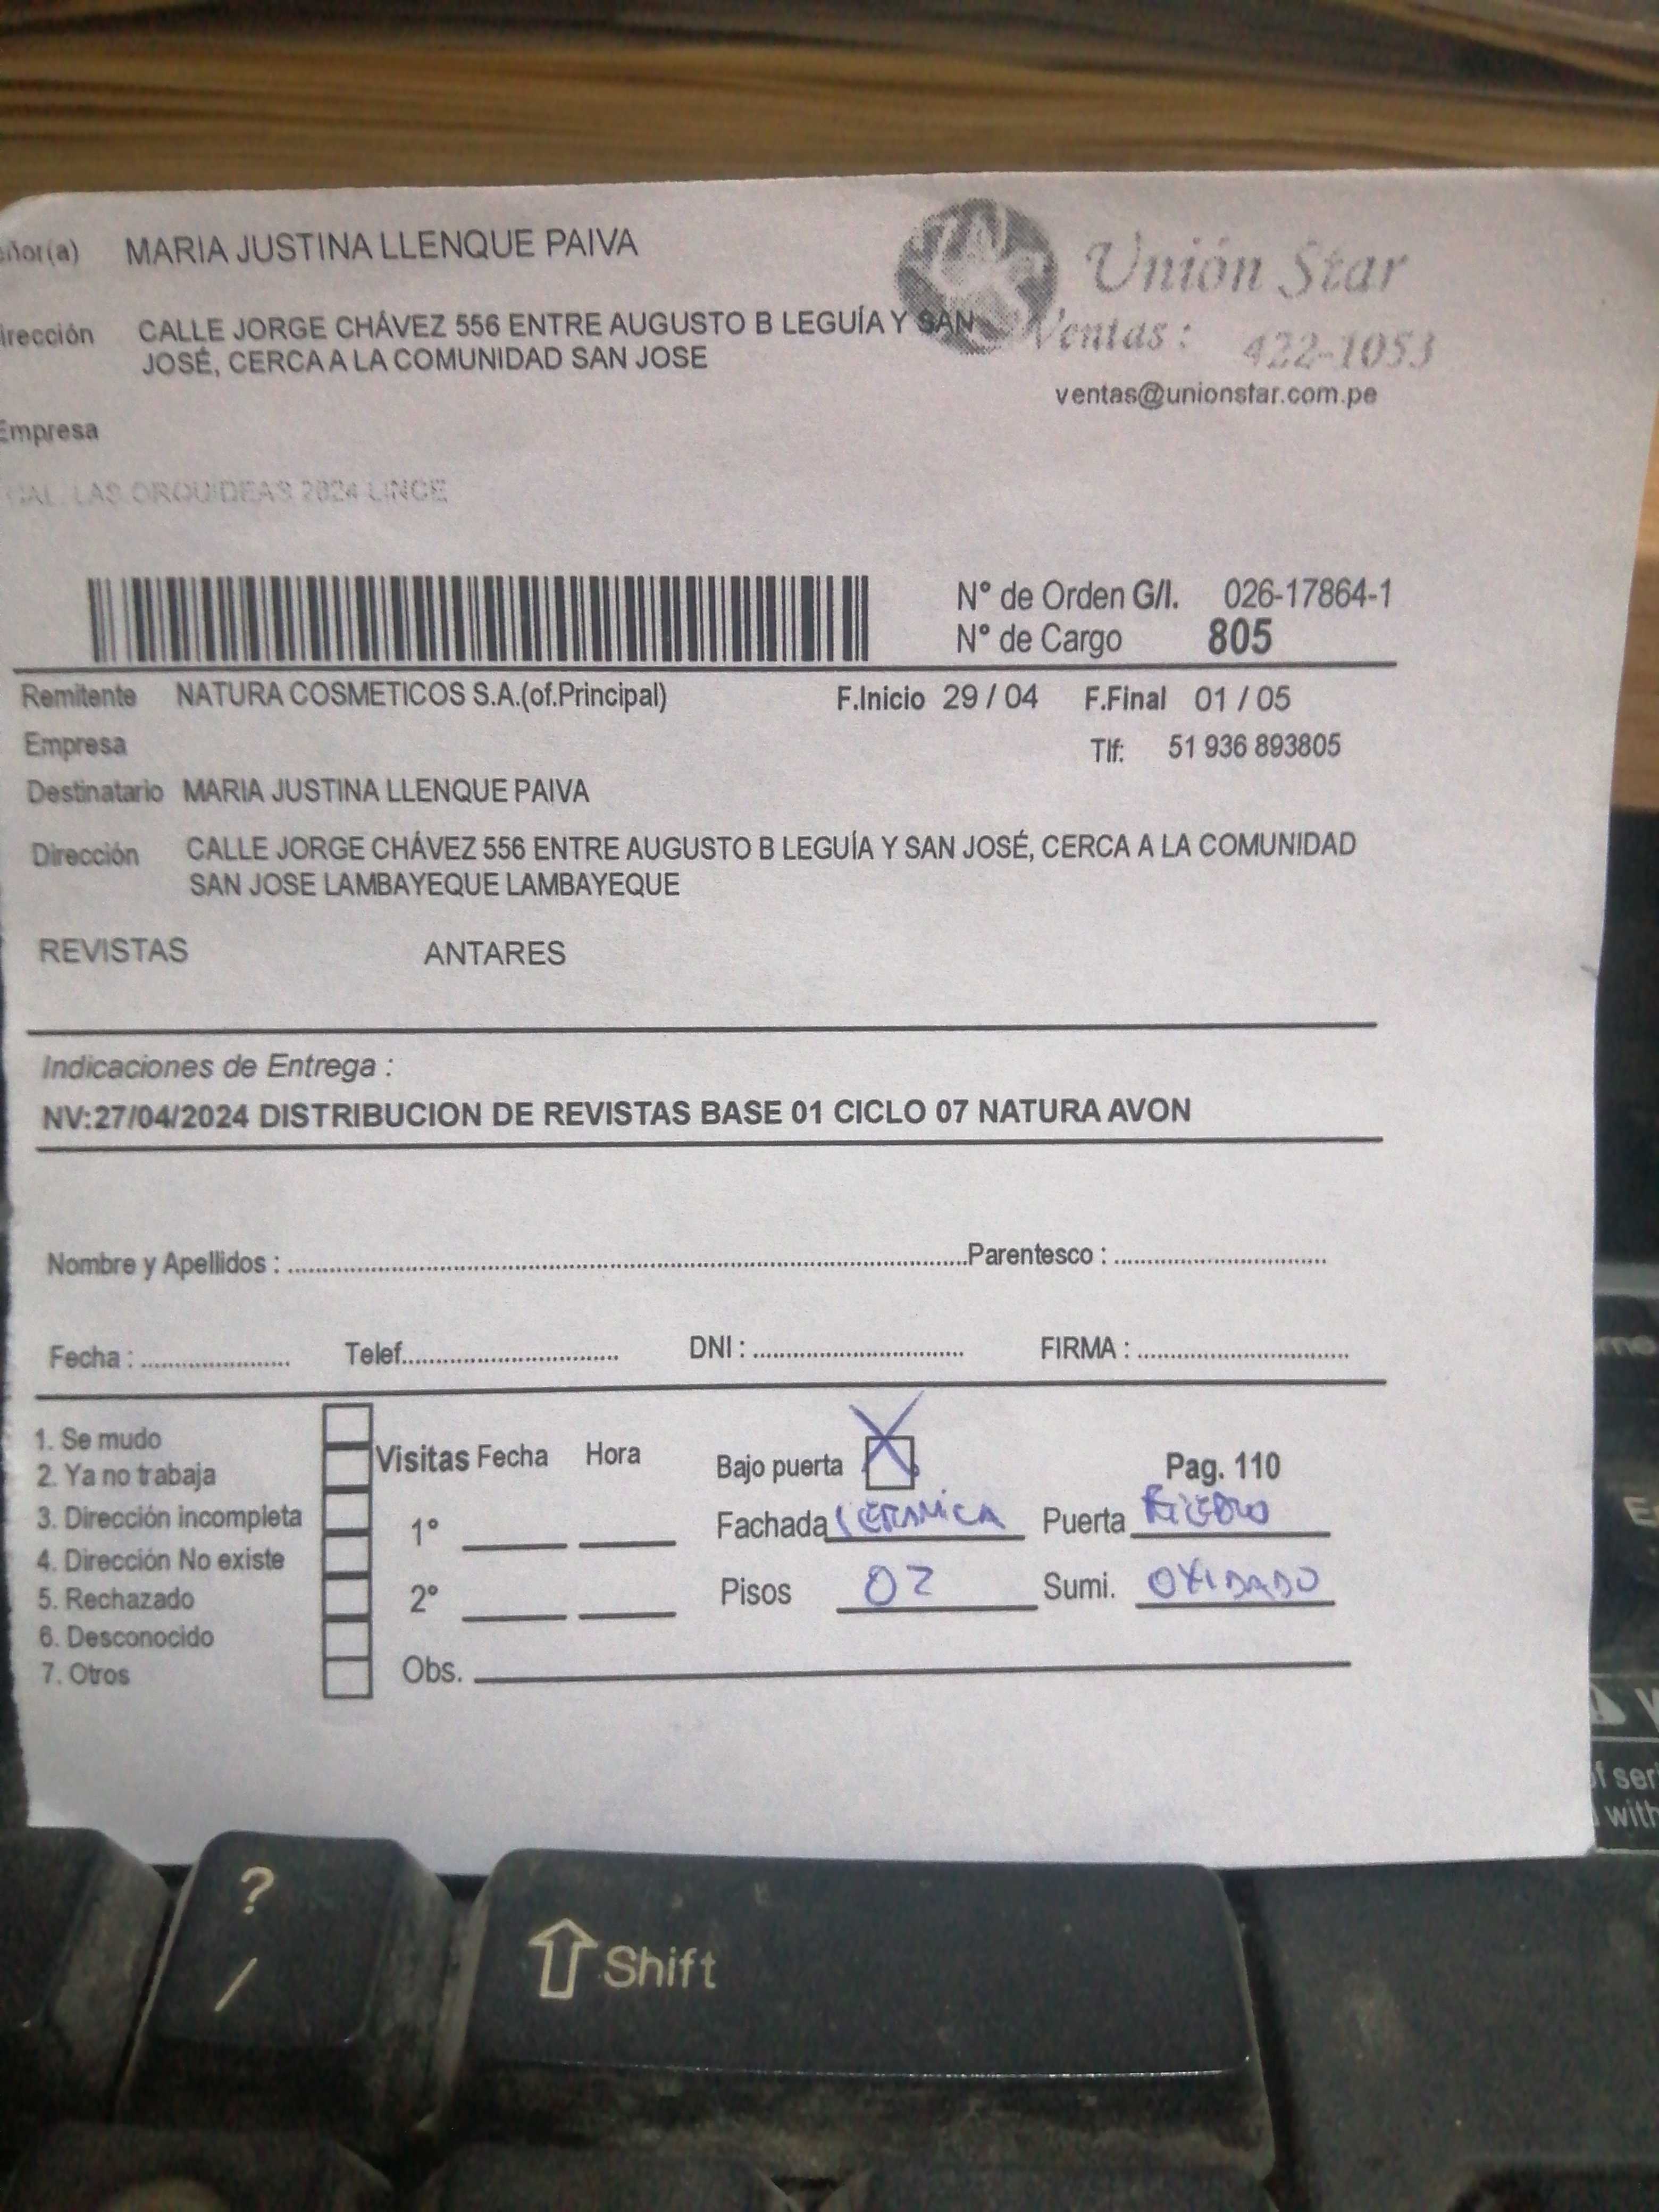 eñor(a) MARIA JUSTINA LLENQUE PAIVA
Unión Star
irección CALLE JORGE CHÁVEZ 556 ENTRE AUGUSTO B LEGUÍA Y SAN
JOSÉ, CERCA A LA COMUNIDAD SAN JOSE
Ventas: 422-1053
ventas@unionstar.com.pe
Empresa
CAL. LAS ORQUIDEAS 2624 LINCE
N° de Orden G/I. 026-17864-1
N° de Cargo 805
Remitente NATURA COSMETICOS S.A.(of.Principal) F.Inicio 29 / 04 F.Final 01 / 05
Empresa Tlf: 51 936 893805
Destinatario MARIA JUSTINA LLENQUE PAIVA
Dirección CALLE JORGE CHÁVEZ 556 ENTRE AUGUSTO B LEGUÍA Y SAN JOSÉ, CERCA A LA COMUNIDAD
SAN JOSE LAMBAYEQUE LAMBAYEQUE
REVISTAS ANTARES
Indicaciones de Entrega :
NV:27/04/2024 DISTRIBUCION DE REVISTAS BASE 01 CICLO 07 NATURA AVON
Nombre y Apellidos : Parentesco :
Fecha : Telef. DNI : FIRMA :
1. Se mudo
2. Ya no trabaja
3. Dirección incompleta
4. Dirección No existe
5. Rechazado
6. Desconocido
7. Otros
Visitas Fecha Hora
1°
2°
Obs.
Bajo puerta X Pag. 110
Fachada CERAMICA Puerta FIERRO
Pisos 02 Sumi. OXIDADO
?
/
Shift